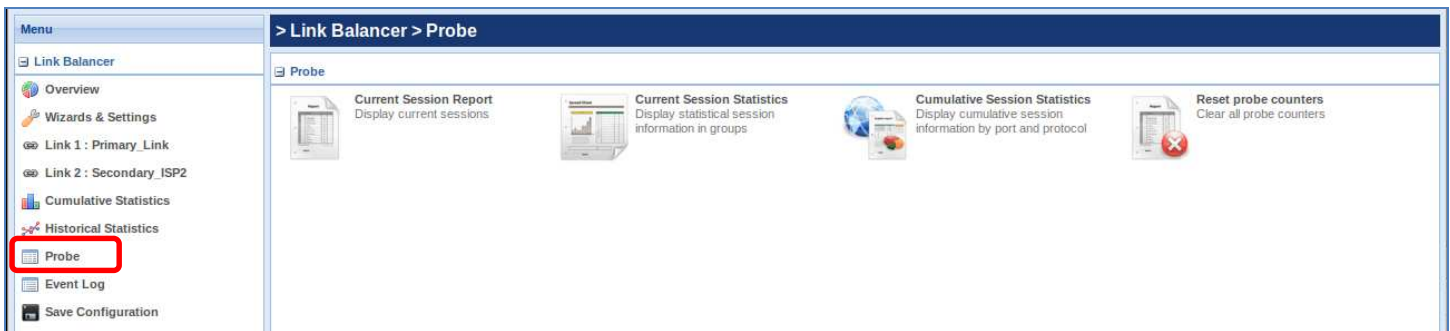 Menu
> Link Balancer > Probe
Link Balancer
Overview
Wizards & Settings
Link 1 : Primary_Link
Link 2 : Secondary_ISP2
Cumulative Statistics
Historical Statistics
Probe
Event Log
Save Configuration
Probe
Current Session Report
Display current sessions
Current Session Statistics
Display statistical session
information in groups
Cumulative Session Statistics
Display cumulative session
information by port and protocol
Reset probe counters
Clear all probe counters